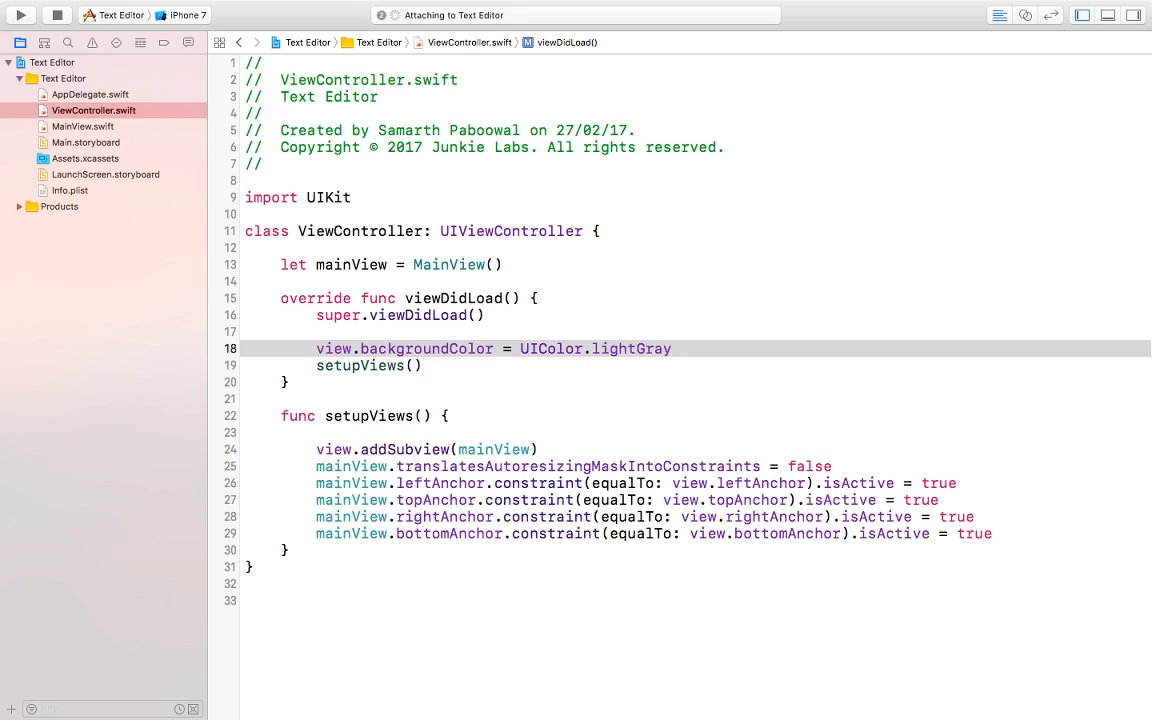 Text Editor iPhone 7
2 Attaching to Text Editor
Text Editor Text Editor ViewController.swift M viewDidLoad()
Text Editor
Text Editor
AppDelegate.swift
ViewController.swift
MainView.swift
Main.storyboard
Assets.xcassets
LaunchScreen.storyboard
Info.plist
Products
1 //
2 //  ViewController.swift
3 //  Text Editor
4 //
5 //  Created by Samarth Paboowal on 27/02/17.
6 //  Copyright © 2017 Junkie Labs. All rights reserved.
7 //
8
9 import UIKit
10
11 class ViewController: UIViewController {
12
13     let mainView = MainView()
14
15     override func viewDidLoad() {
16         super.viewDidLoad()
17
18         view.backgroundColor = UIColor.lightGray
19         setupViews()
20     }
21
22     func setupViews() {
23
24         view.addSubview(mainView)
25         mainView.translatesAutoresizingMaskIntoConstraints = false
26         mainView.leftAnchor.constraint(equalTo: view.leftAnchor).isActive = true
27         mainView.topAnchor.constraint(equalTo: view.topAnchor).isActive = true
28         mainView.rightAnchor.constraint(equalTo: view.rightAnchor).isActive = true
29         mainView.bottomAnchor.constraint(equalTo: view.bottomAnchor).isActive = true
30     }
31 }
32
33